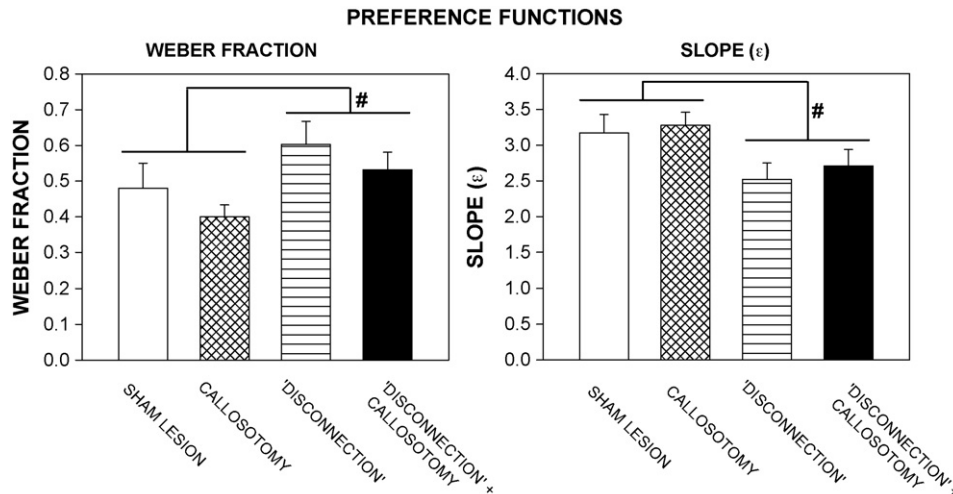 PREFERENCE FUNCTIONS
WEBER FRACTION
WEBER FRACTION
0.8
0.7
0.6
0.5
0.4
0.3
0.2
0.1
0.0
#
SHAM LESION
CALLOSOTOMY
'DISCONNECTION'
'DISCONNECTION' +
CALLOSOTOMY
SLOPE (ε)
SLOPE (ε)
4.0
3.5
3.0
2.5
2.0
1.5
1.0
0.5
0.0
#
SHAM LESION
CALLOSOTOMY
'DISCONNECTION'
'DISCONNECTION' +
CALLOSOTOMY